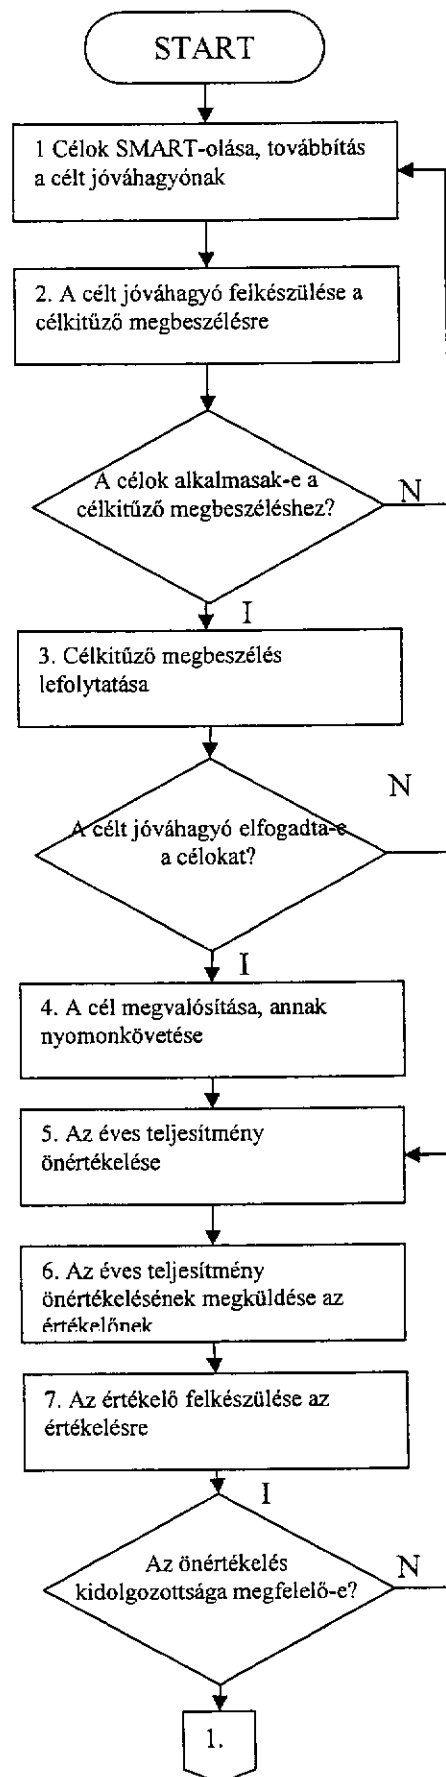 START
1 Célok SMART-olása, továbbítás
a célt jóváhagyónak
2. A célt jóváhagyó felkészülése a
célkitűző megbeszélésre
A célok alkalmasak-e a
célkitűző megbeszéléshez?
N
I
3. Célkitűző megbeszélés
lefolytatása
N
A célt jóváhagyó elfogadta-e
a célokat?
I
4. A cél megvalósítása, annak
nyomonkövetése
5. Az éves teljesítmény
önértékelése
6. Az éves teljesítmény
önértékelésének megküldése az
értékelőnek
7. Az értékelő felkészülése az
értékelésre
I
Az önértékelés
kidolgozottsága megfelelő-e?
N
1.